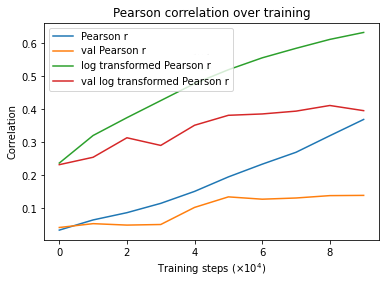 Pearson correlation over training
Pearson r
val Pearson r
log transformed Pearson r
val log transformed Pearson r
Correlation
0.6
0.5
0.4
0.3
0.2
0.1
0 2 4 6 8
Training steps (×10⁴)